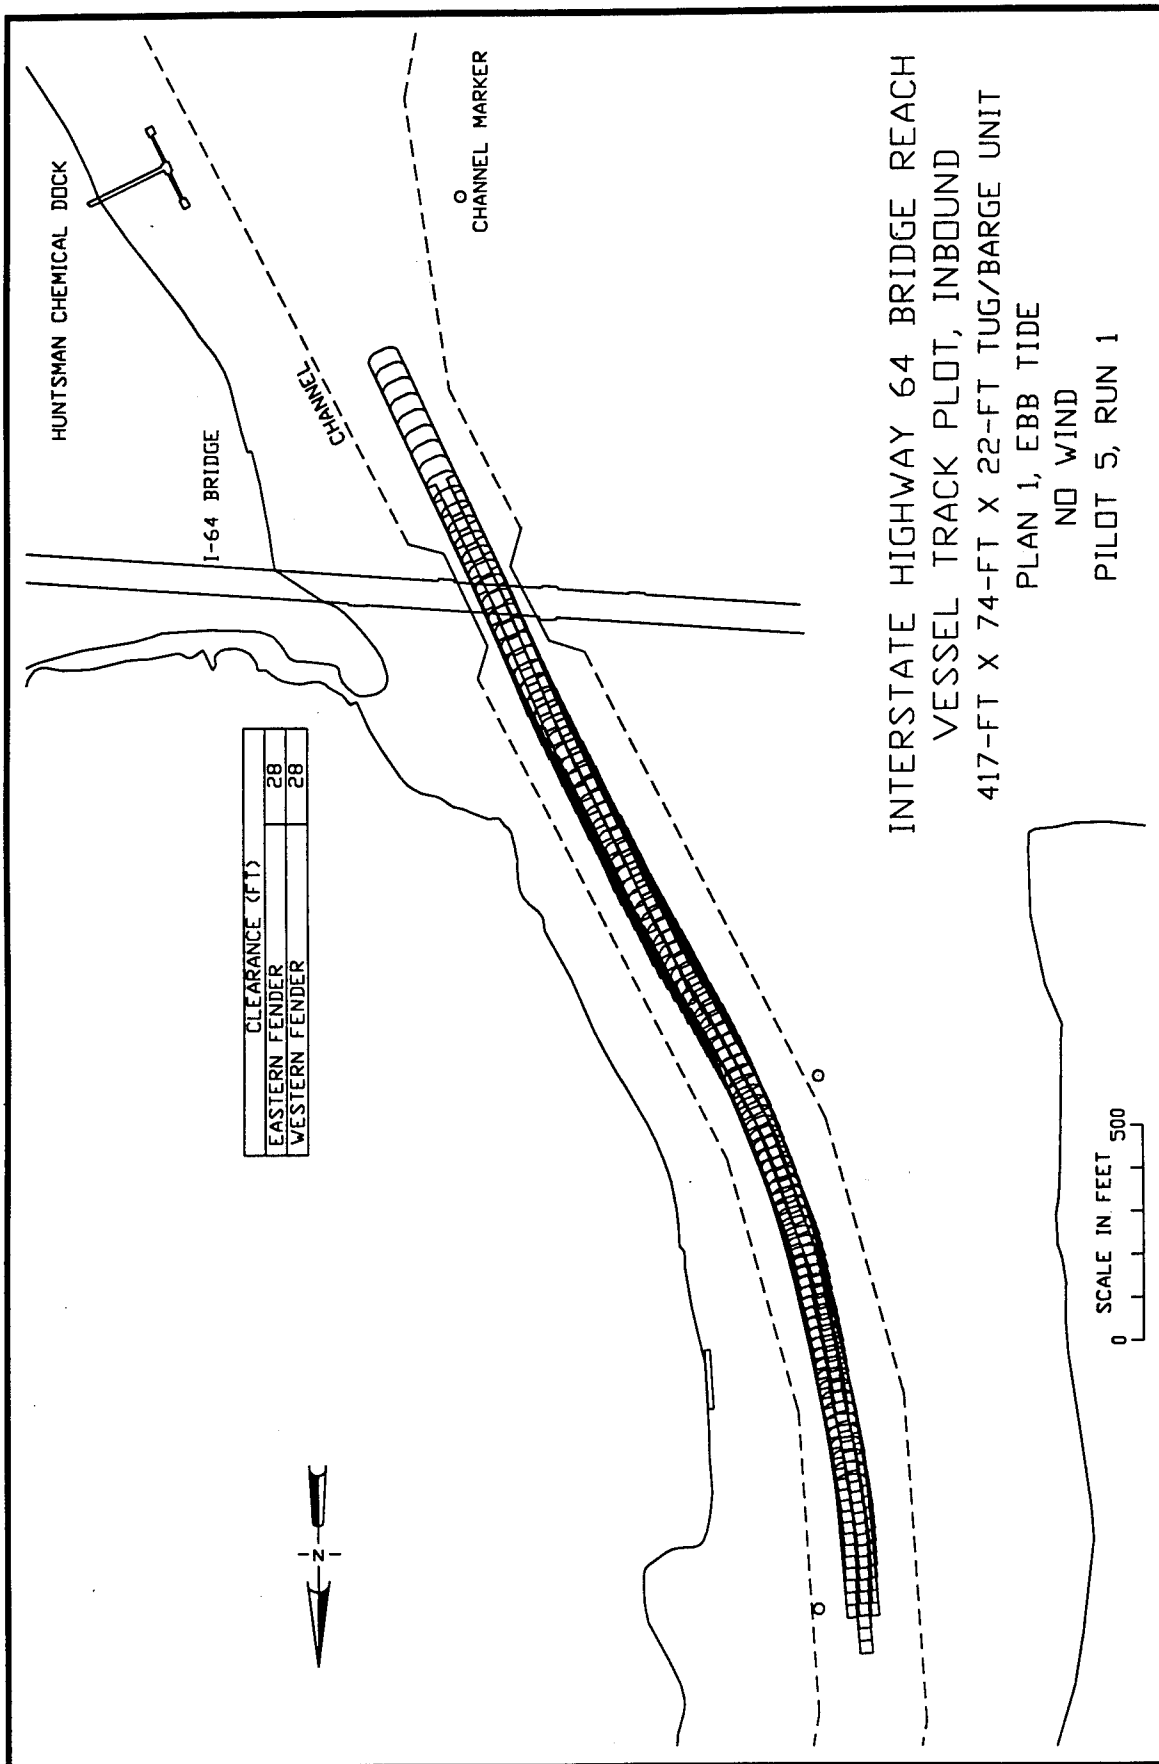 HUNTSMAN CHEMICAL DOCK
I-64 BRIDGE
CHANNEL
CHANNEL MARKER
CLEARANCE (FT)
EASTERN FENDER 28
WESTERN FENDER 28
N
INTERSTATE HIGHWAY 64 BRIDGE REACH
VESSEL TRACK PLOT, INBOUND
417-FT X 74-FT X 22-FT TUG/BARGE UNIT
PLAN 1, EBB TIDE
NO WIND
PILOT 5, RUN 1
SCALE IN FEET
0 500